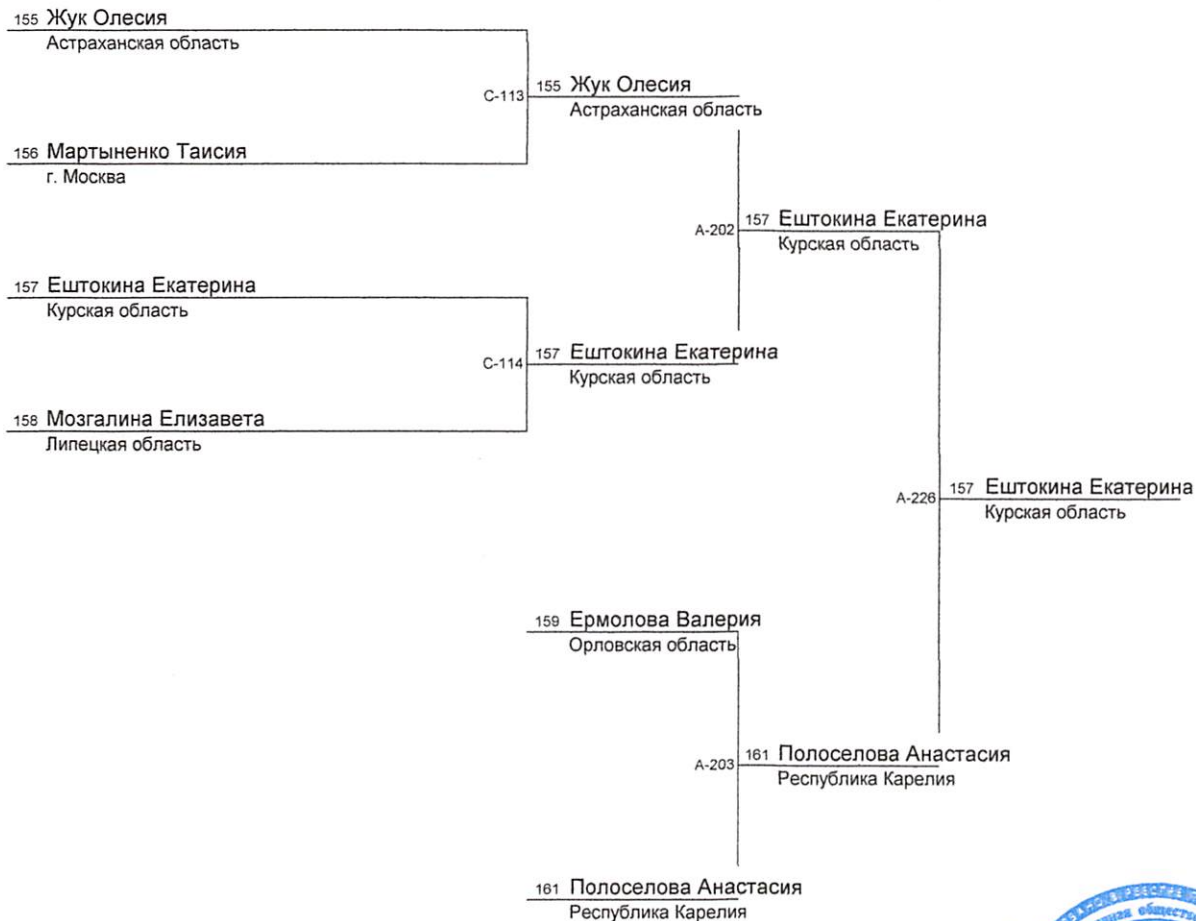 155 Жук Олесия
Астраханская область
C-113
155 Жук Олесия
Астраханская область
156 Мартыненко Таисия
г. Москва
A-202
157 Ештокина Екатерина
Курская область
157 Ештокина Екатерина
Курская область
C-114
157 Ештокина Екатерина
Курская область
158 Мозгалина Елизавета
Липецкая область
A-226
157 Ештокина Екатерина
Курская область
159 Ермолова Валерия
Орловская область
A-203
161 Полоселова Анастасия
Республика Карелия
161 Полоселова Анастасия
Республика Карелия